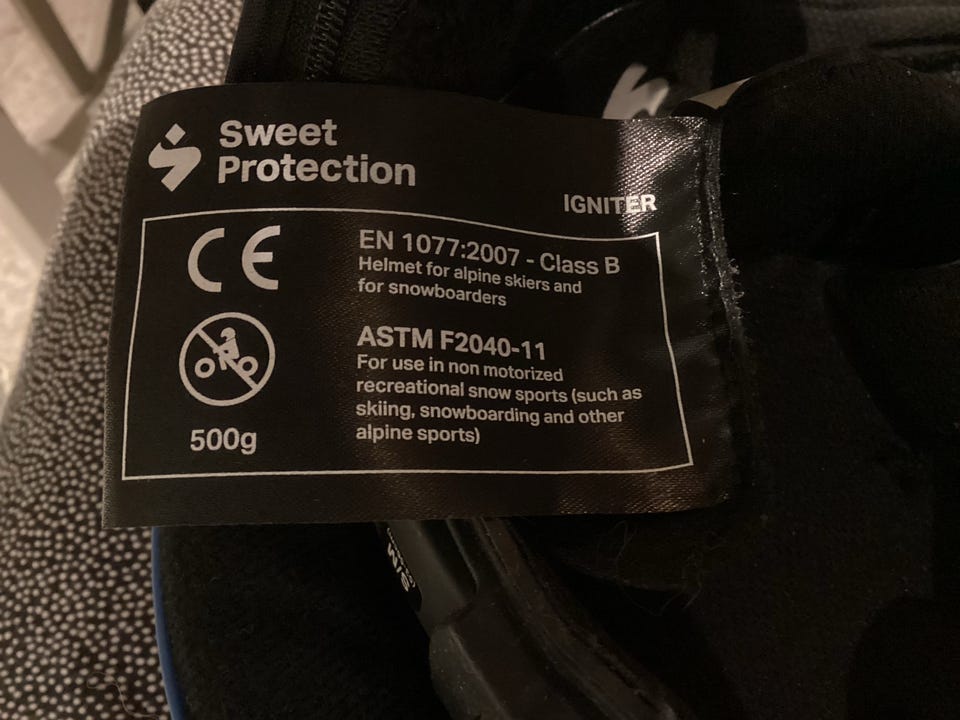 Sweet
Protection
IGNITER
CE
EN 1077:2007 - Class B
Helmet for alpine skiers and
for snowboarders
ASTM F2040-11
For use in non motorized
recreational snow sports (such as
skiing, snowboarding and other
alpine sports)
500g